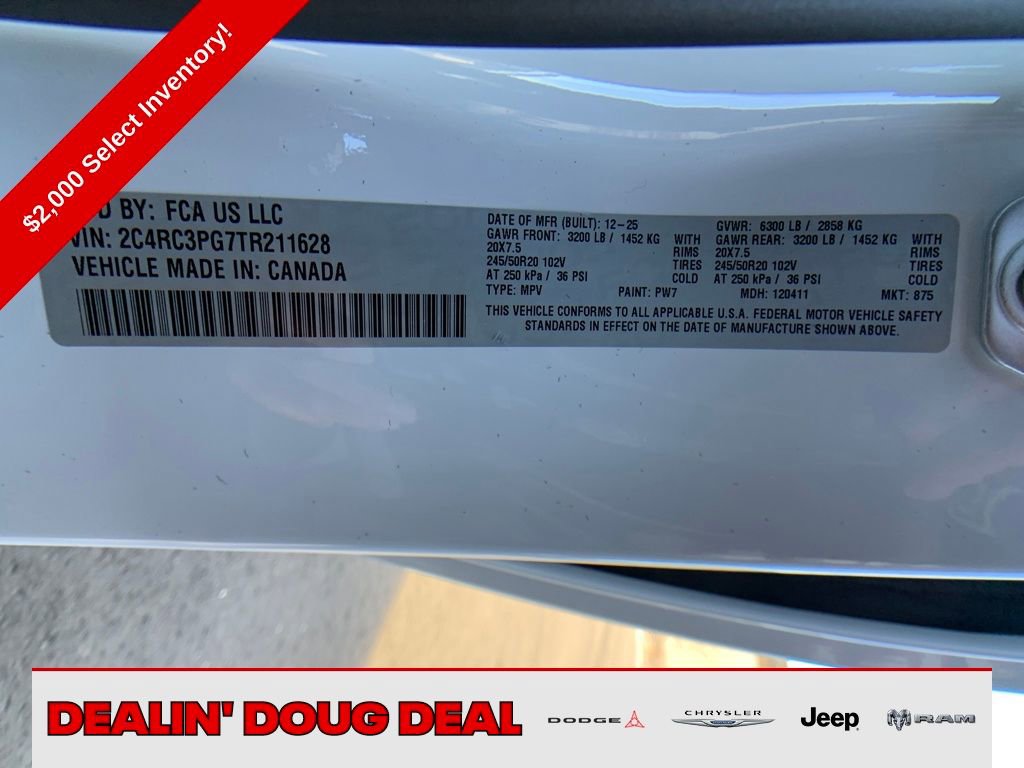 $2,000 Select Inventory!
BY: FCA US LLC
VIN: 2C4RC3PG7TR211628
VEHICLE MADE IN: CANADA
DATE OF MFR (BUILT): 12-25
GAWR FRONT: 3200 LB / 1452 KG WITH
20X7.5 RIMS
245/50R20 102V TIRES
AT 250 kPa / 36 PSI COLD
GVWR: 6300 LB / 2858 KG
GAWR REAR: 3200 LB / 1452 KG WITH
20X7.5 RIMS
245/50R20 102V TIRES
AT 250 kPa / 36 PSI COLD
TYPE: MPV PAINT: PW7 MDH: 120411 MKT: 875
THIS VEHICLE CONFORMS TO ALL APPLICABLE U.S.A. FEDERAL MOTOR VEHICLE SAFETY
STANDARDS IN EFFECT ON THE DATE OF MANUFACTURE SHOWN ABOVE.
DEALIN' DOUG DEAL DODGE CHRYSLER Jeep RAM